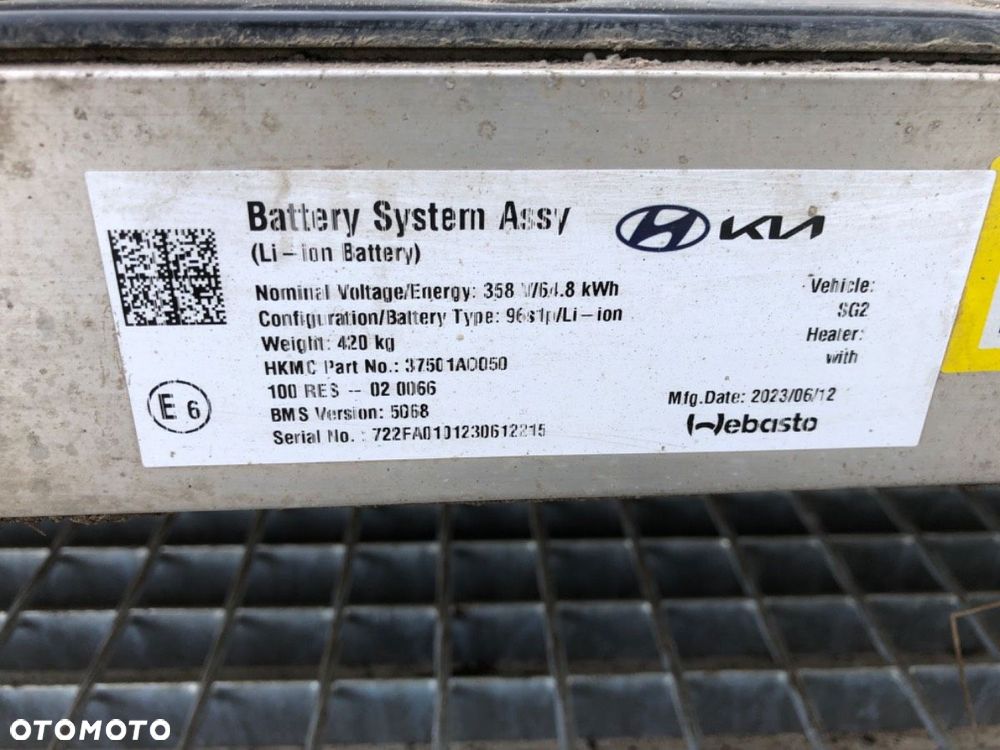 Battery System Assy
(Li-ion Battery)
HYUNDAI KIA
Nominal Voltage/Energy: 358 V/64.8 kWh
Configuration/Battery Type: 96s1p/Li-ion
Weight: 420 kg
HKMC Part No.: 37501AO050
100 RES -- 02 0066
BMS Version: 5068
Serial No. : 722FA0101230612215
Vehicle:
SG2
Heater:
with
Mfg.Date: 2023/06/12
Webasto
E 6
OTOMOTO